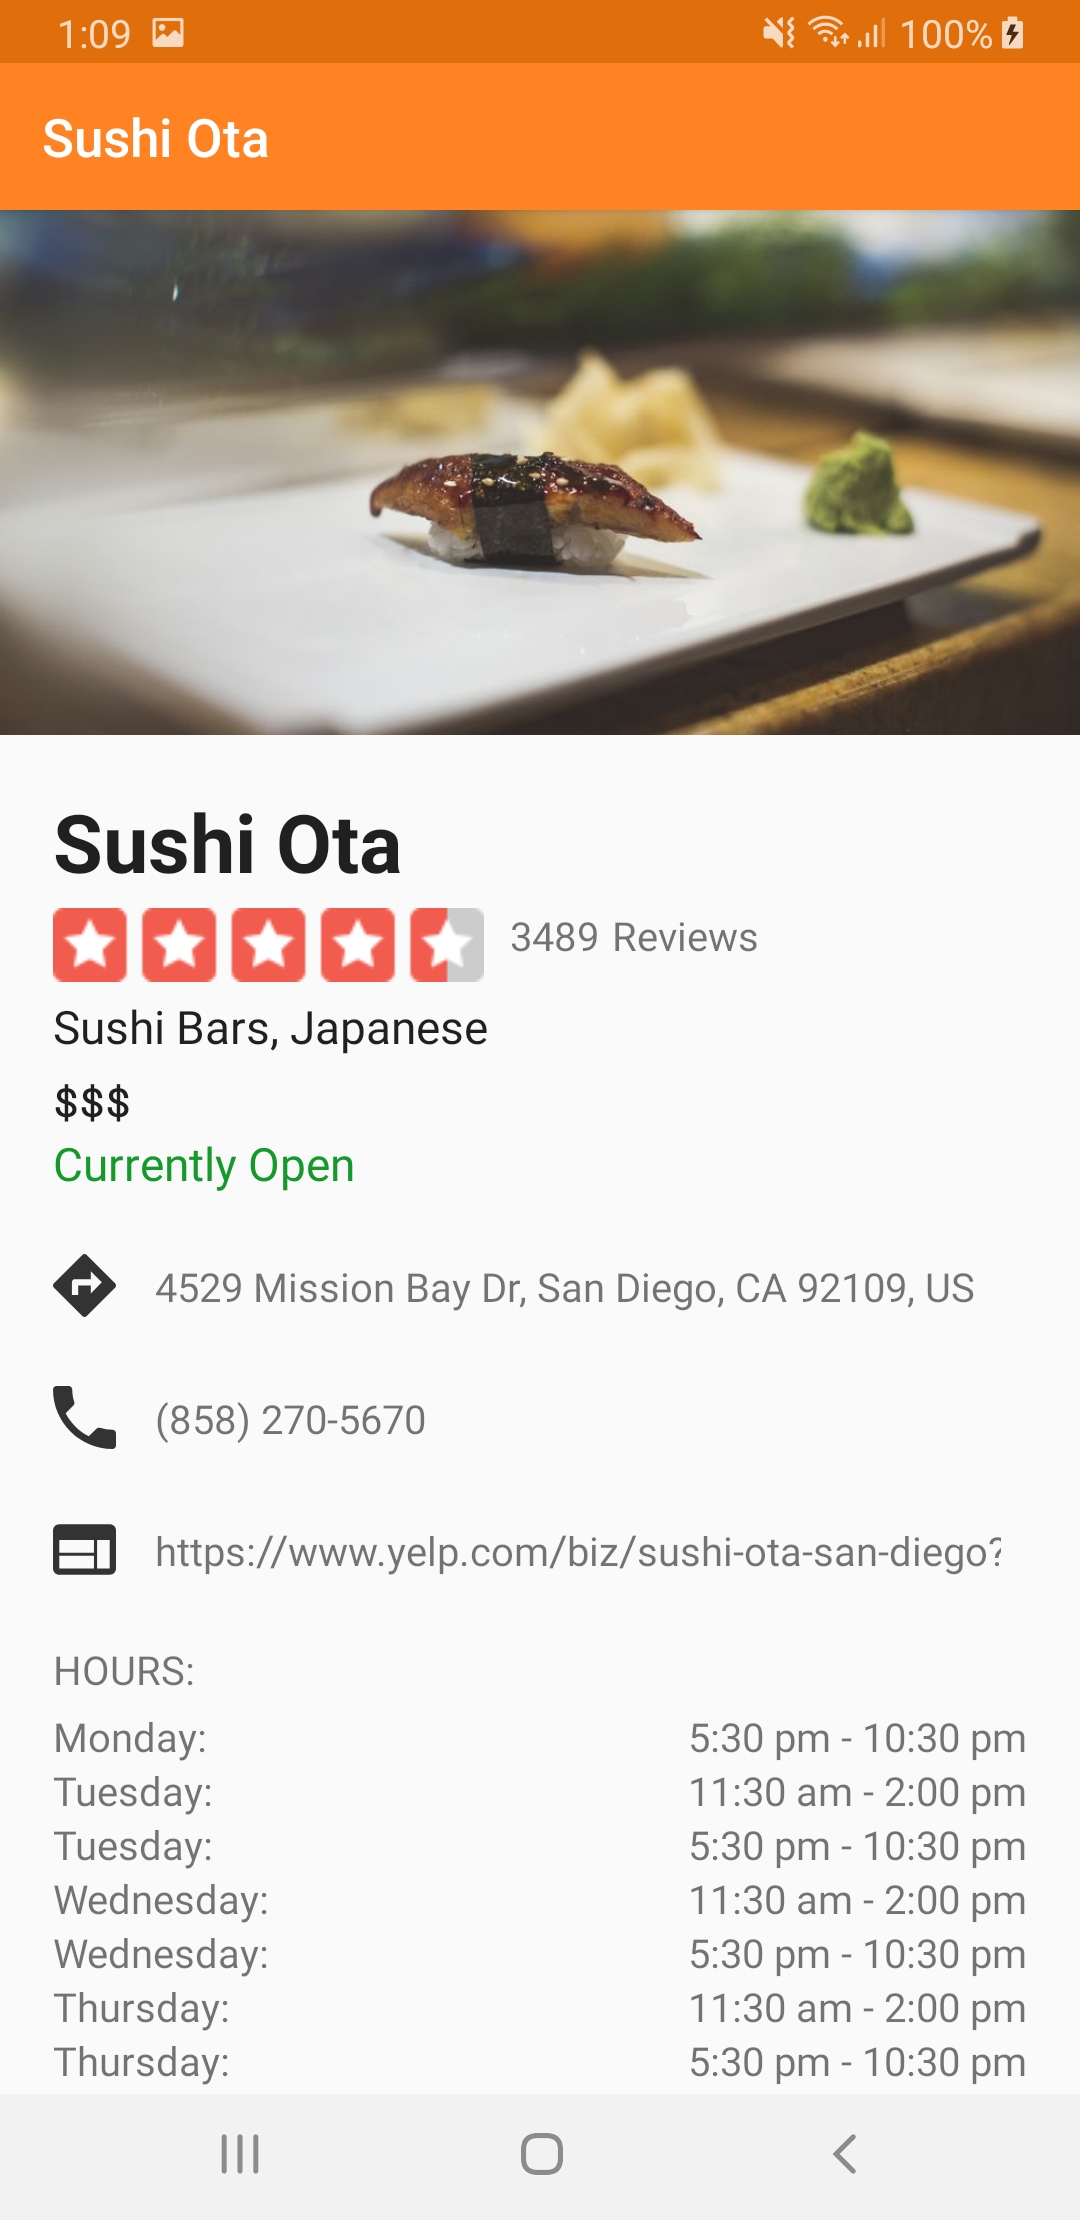 1:09 100%
Sushi Ota
Sushi Ota
3489 Reviews
Sushi Bars, Japanese
$$$
Currently Open
4529 Mission Bay Dr, San Diego, CA 92109, US
(858) 270-5670
https://www.yelp.com/biz/sushi-ota-san-diego?
HOURS:
Monday: 5:30 pm - 10:30 pm
Tuesday: 11:30 am - 2:00 pm
Tuesday: 5:30 pm - 10:30 pm
Wednesday: 11:30 am - 2:00 pm
Wednesday: 5:30 pm - 10:30 pm
Thursday: 11:30 am - 2:00 pm
Thursday: 5:30 pm - 10:30 pm